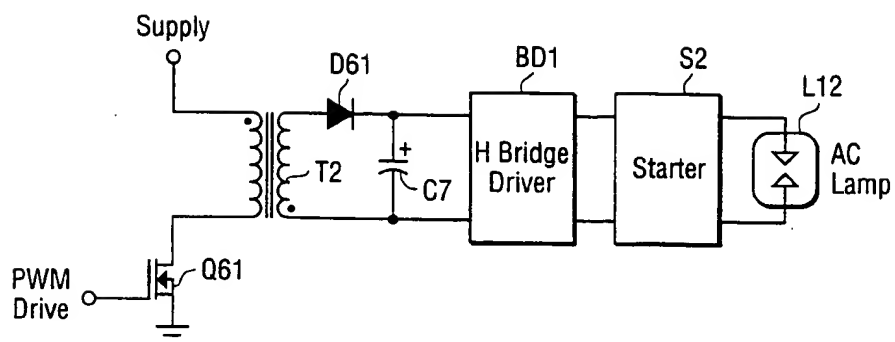 Supply
D61
BD1
S2
L12
T2
+
C7
H Bridge
Driver
Starter
AC
Lamp
PWM
Drive
Q61